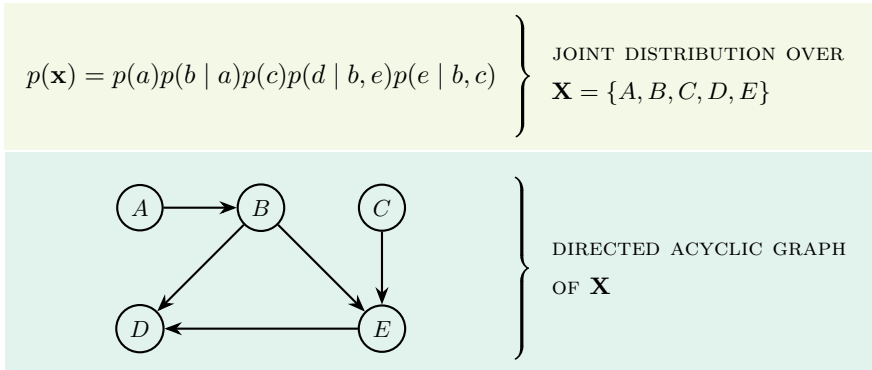 p(x) = p(a)p(b | a)p(c)p(d | b, e)p(e | b, c)
JOINT DISTRIBUTION OVER
X = {A, B, C, D, E}
A B C
D E
DIRECTED ACYCLIC GRAPH
OF X